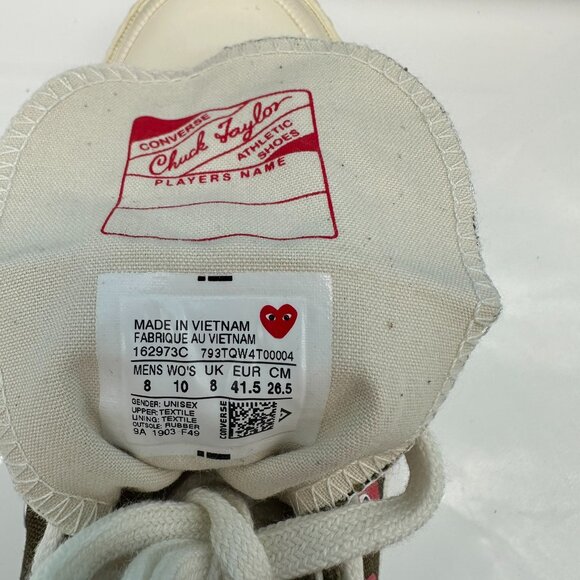 CONVERSE
Chuck Taylor
ATHLETIC
SHOES
PLAYERS NAME
MADE IN VIETNAM
FABRIQUE AU VIETNAM
162973C 793TQW4T00004
MENS WO'S UK EUR CM
8 10 8 41.5 26.5
GENDER: UNISEX
UPPER: TEXTILE
LINING: TEXTILE
OUTSOLE: RUBBER
9A 1903 F49
CONVERSE